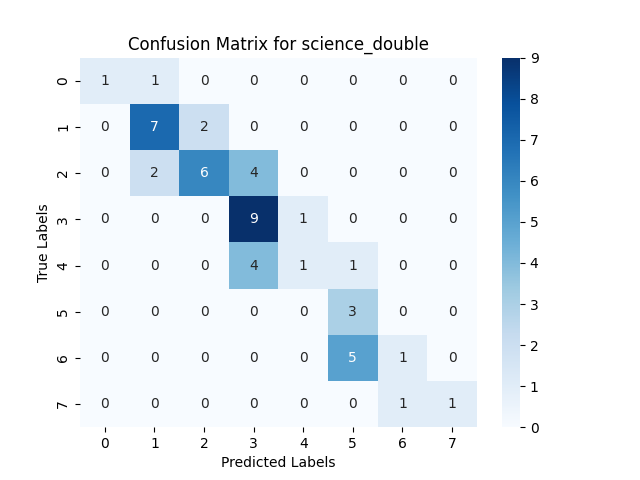 Confusion Matrix for science_double
0 1 1 0 0 0 0 0 0
1 0 7 2 0 0 0 0 0
2 0 2 6 4 0 0 0 0
3 0 0 0 9 1 0 0 0
4 0 0 0 4 1 1 0 0
5 0 0 0 0 0 3 0 0
6 0 0 0 0 0 5 1 0
7 0 0 0 0 0 0 1 1
0 1 2 3 4 5 6 7
Predicted Labels
True Labels
9
8
7
6
5
4
3
2
1
0